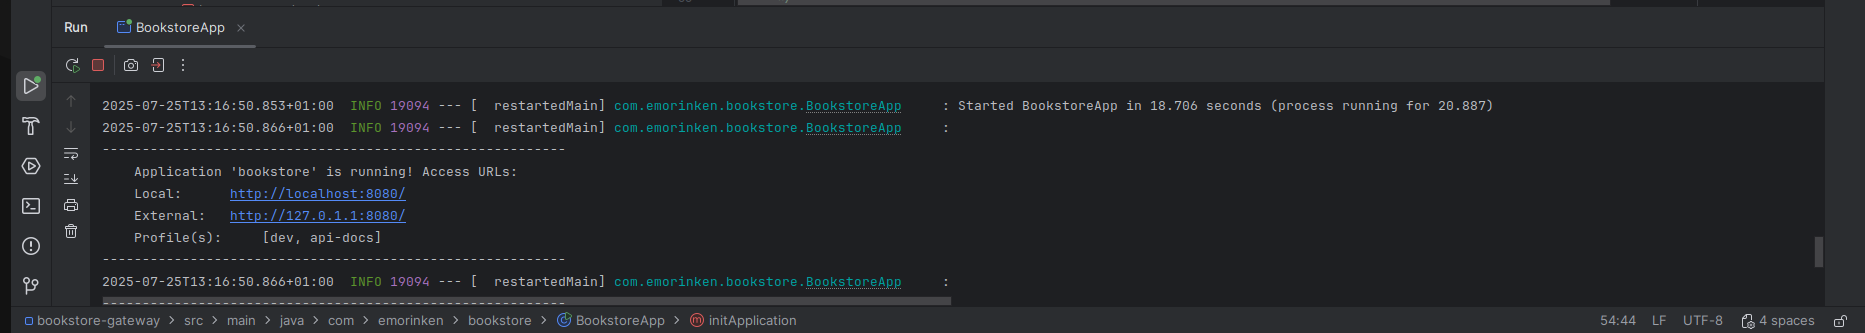 Run BookstoreApp
2025-07-25T13:16:50.853+01:00  INFO 19094 --- [  restartedMain] com.emorinken.bookstore.BookstoreApp     : Started BookstoreApp in 18.706 seconds (process running for 20.887)
2025-07-25T13:16:50.866+01:00  INFO 19094 --- [  restartedMain] com.emorinken.bookstore.BookstoreApp     :
----------------------------------------------------------
Application 'bookstore' is running! Access URLs:
Local:      http://localhost:8080/
External:   http://127.0.1.1:8080/
Profile(s):     [dev, api-docs]
----------------------------------------------------------
2025-07-25T13:16:50.866+01:00  INFO 19094 --- [  restartedMain] com.emorinken.bookstore.BookstoreApp     :
----------------------------------------------------------
bookstore-gateway > src > main > java > com > emorinken > bookstore > BookstoreApp > initApplication 54:44 LF UTF-8 4 spaces